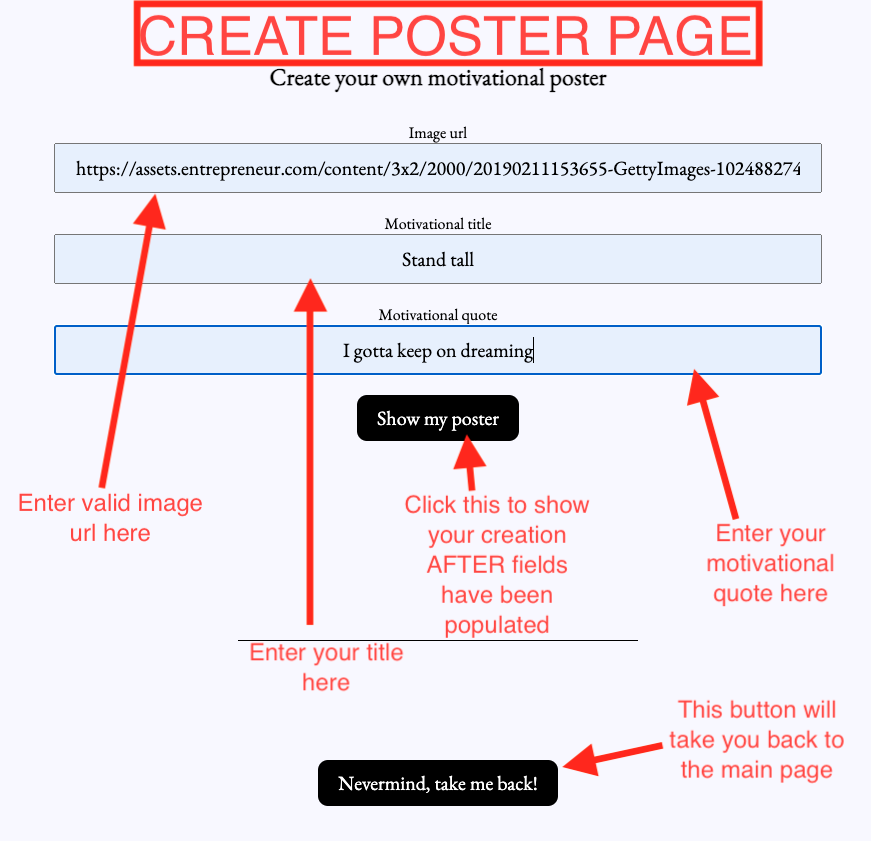 CREATE POSTER PAGE
Create your own motivational poster
Image url
https://assets.entrepreneur.com/content/3x2/2000/20190211153655-GettyImages-102488274
Motivational title
Stand tall
Motivational quote
I gotta keep on dreaming
Show my poster
Enter valid image
url here
Click this to show
your creation
AFTER fields
have been
populated
Enter your
motivational
quote here
Enter your title
here
This button will
take you back to
the main page
Nevermind, take me back!